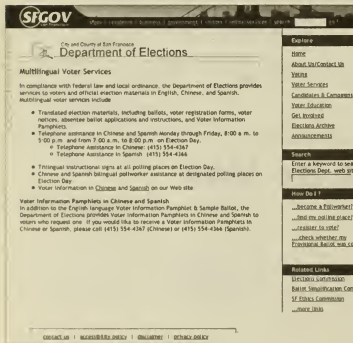 SFGOV
residents | business | government | visitors | online services | search
City and County of San Francisco
Department of Elections
Multilingual Voter Services
In compliance with federal law and local ordinance, the Department of Elections provides
services to voters and official election materials in English, Chinese, and Spanish.
Multilingual voter services include
Translated election materials, including ballots, voter registration forms, voter
notices, absentee ballot applications and instructions, and Voter Information
Pamphlets.
Telephone assistance in Chinese and Spanish Monday through Friday, 8:00 a.m. to
5:00 p.m. and from 7:00 a.m. to 8:00 p.m. on Election Day.
Telephone Assistance in Chinese: (415) 554-4367
Telephone Assistance in Spanish: (415) 554-4366
Trilingual instructional signs at all polling places on Election Day.
Chinese and Spanish bilingual pollworker assistance at designated polling places on
Election Day
Voter Information in Chinese and Spanish on our Web site
Voter Information Pamphlets in Chinese and Spanish
In addition to the English language Voter Information Pamphlet & Sample Ballot, the
Department of Elections provides Voter Information Pamphlets in Chinese and Spanish to
voters who request one. If you would like to receive a Voter Information Pamphlets in
Chinese or Spanish, please call (415) 554-4367 (Chinese) or (415) 554-4366 (Spanish).
contact us | accessibility policy | disclaimer | privacy policy
Explore
Home
About Us/Contact Us
Voting
Voter Services
Candidates & Campaigns
Voter Education
Get Involved
Elections Archive
Announcements
Search
Enter a keyword to sea
Elections Dept. web sit
How Do I ?
...become a Pollworker?
...find my polling place?
...register to vote?
...check whether my
Provisional Ballot was co
Related Links
Elections Commission
Ballot Simplification Com
SF Ethics Commission
...more links